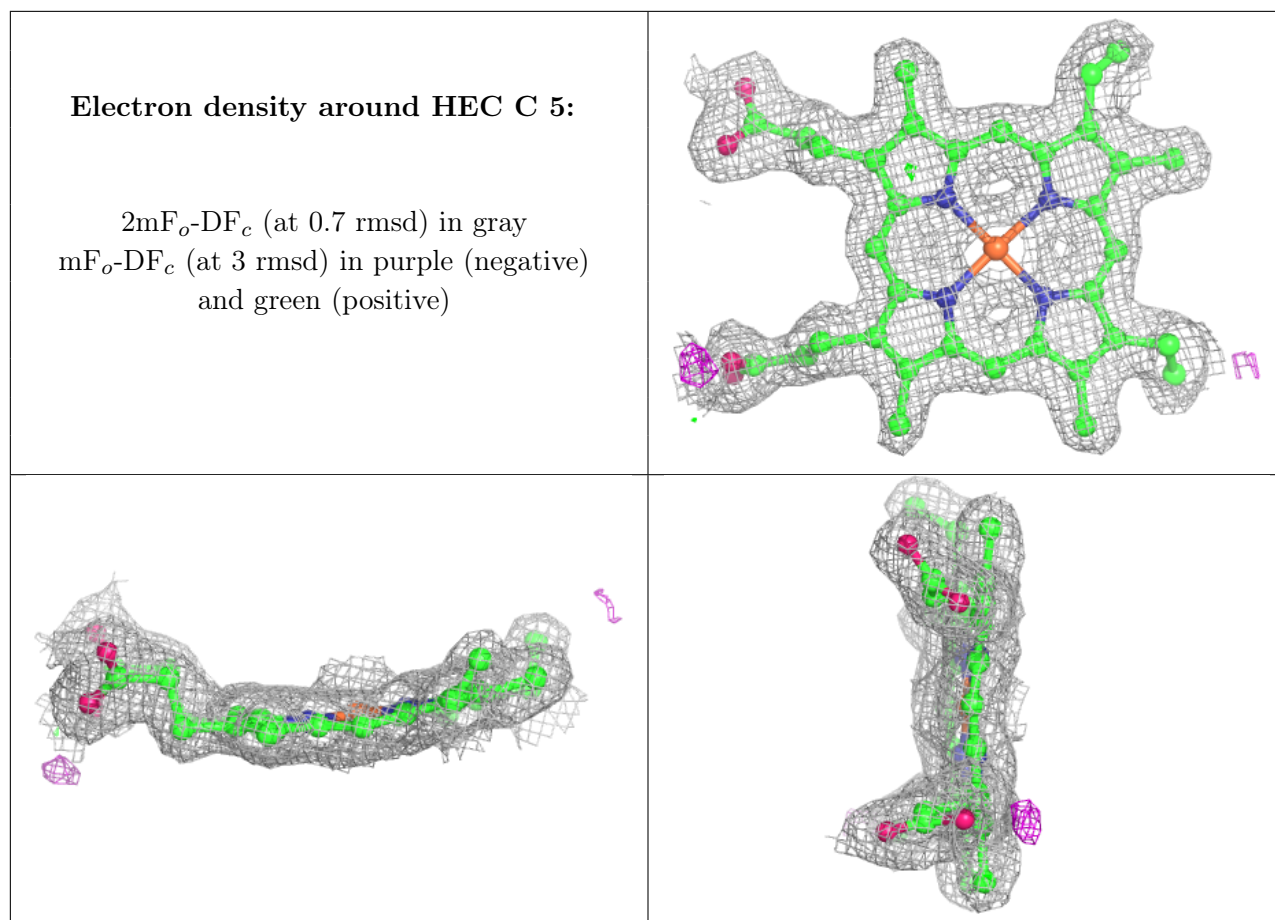 Electron density around HEC C 5:
2mFo-DFc (at 0.7 rmsd) in gray
mFo-DFc (at 3 rmsd) in purple (negative)
and green (positive)